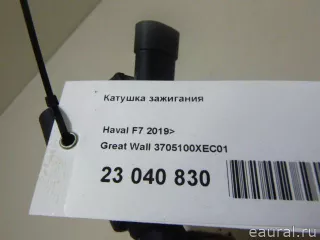 Катушка зажигания
Haval F7 2019>
Great Wall 3705100XEC01
23 040 830
eaural.ru